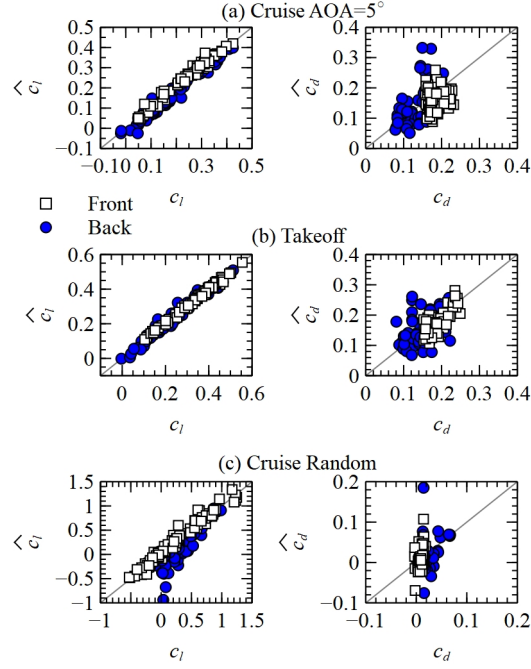 (a) Cruise AOA=5°
0.5
0.4
0.3
0.2
0.1
0
−0.1
ĉ_l
−0.1 0 0.1 0.3 0.5
c_l
0.4
0.3
0.2
0.1
0
ĉ_d
0 0.1 0.2 0.3 0.4
c_d
Front
Back
(b) Takeoff
0.6
0.4
0.2
0
ĉ_l
0 0.2 0.4 0.6
c_l
0.4
0.3
0.2
0.1
0
ĉ_d
0 0.1 0.2 0.3 0.4
c_d
(c) Cruise Random
1.5
1
0.5
0
−0.5
−1
ĉ_l
−1 −0.5 0 0.5 1 1.5
c_l
0.2
0.1
0
−0.1
ĉ_d
−0.1 0 0.1 0.2
c_d